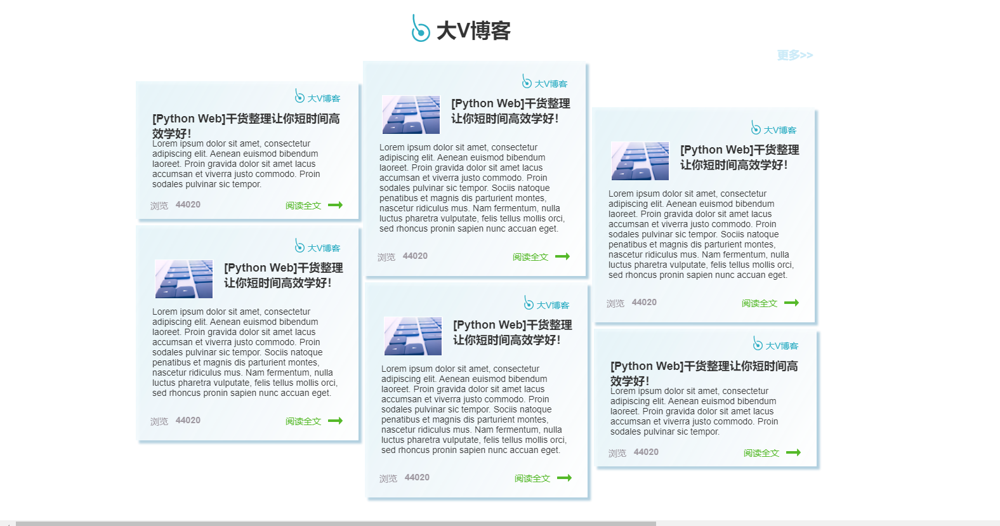 大V博客
更多>>
大V博客
[Python Web]干货整理让你短时间高
效学好！
Lorem ipsum dolor sit amet, consectetur
adipiscing elit. Aenean euismod bibendum
laoreet. Proin gravida dolor sit amet lacus
accumsan et viverra justo commodo. Proin
sodales pulvinar sic tempor.
浏览 44020 阅读全文
大V博客
[Python Web]干货整理
让你短时间高效学好！
Lorem ipsum dolor sit amet, consectetur
adipiscing elit. Aenean euismod bibendum
laoreet. Proin gravida dolor sit amet lacus
accumsan et viverra justo commodo. Proin
sodales pulvinar sic tempor. Sociis natoque
penatibus et magnis dis parturient montes,
nascetur ridiculus mus. Nam fermentum, nulla
luctus pharetra vulputate, felis tellus mollis orci,
sed rhoncus pronin sapien nunc accuan eget.
浏览 44020 阅读全文
大V博客
[Python Web]干货整理
让你短时间高效学好！
Lorem ipsum dolor sit amet, consectetur
adipiscing elit. Aenean euismod bibendum
laoreet. Proin gravida dolor sit amet lacus
accumsan et viverra justo commodo. Proin
sodales pulvinar sic tempor. Sociis natoque
penatibus et magnis dis parturient montes,
nascetur ridiculus mus. Nam fermentum, nulla
luctus pharetra vulputate, felis tellus mollis orci,
sed rhoncus pronin sapien nunc accuan eget.
浏览 44020 阅读全文
大V博客
[Python Web]干货整理
让你短时间高效学好！
Lorem ipsum dolor sit amet, consectetur
adipiscing elit. Aenean euismod bibendum
laoreet. Proin gravida dolor sit amet lacus
accumsan et viverra justo commodo. Proin
sodales pulvinar sic tempor. Sociis natoque
penatibus et magnis dis parturient montes,
nascetur ridiculus mus. Nam fermentum, nulla
luctus pharetra vulputate, felis tellus mollis orci,
sed rhoncus pronin sapien nunc accuan eget.
浏览 44020 阅读全文
大V博客
[Python Web]干货整理
让你短时间高效学好！
Lorem ipsum dolor sit amet, consectetur
adipiscing elit. Aenean euismod bibendum
laoreet. Proin gravida dolor sit amet lacus
accumsan et viverra justo commodo. Proin
sodales pulvinar sic tempor. Sociis natoque
penatibus et magnis dis parturient montes,
nascetur ridiculus mus. Nam fermentum, nulla
luctus pharetra vulputate, felis tellus mollis orci,
sed rhoncus pronin sapien nunc accuan eget.
浏览 44020 阅读全文
大V博客
[Python Web]干货整理让你短时间高
效学好！
Lorem ipsum dolor sit amet, consectetur
adipiscing elit. Aenean euismod bibendum
laoreet. Proin gravida dolor sit amet lacus
accumsan et viverra justo commodo. Proin
sodales pulvinar sic tempor.
浏览 44020 阅读全文